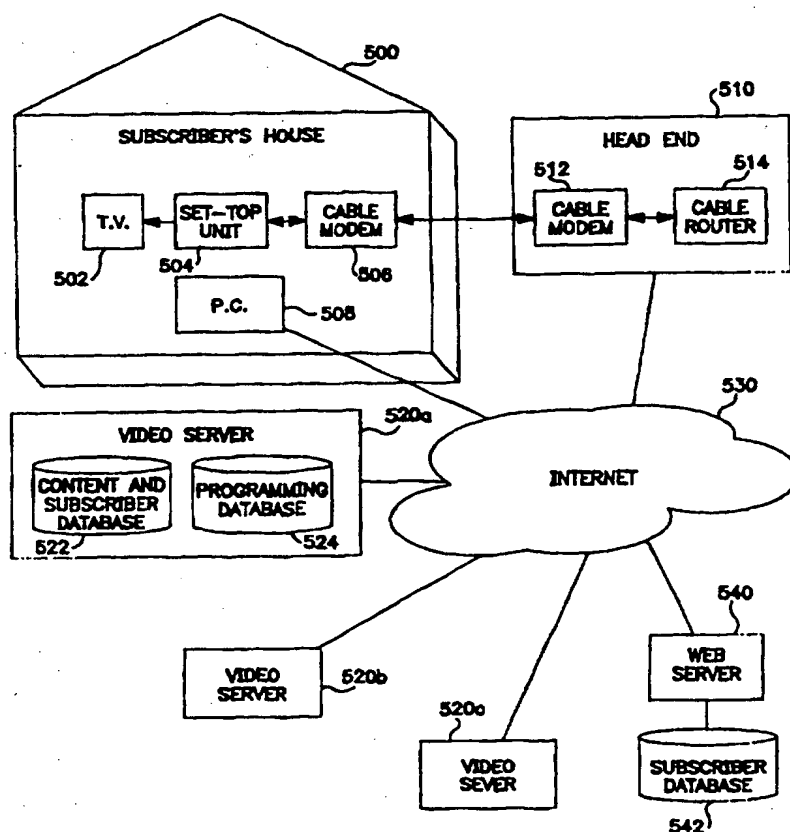 500
SUBSCRIBER'S HOUSE
T.V.
502
SET-TOP
UNIT
504
CABLE
MODEM
506
P.C.
508
510
HEAD END
512
CABLE
MODEM
514
CABLE
ROUTER
520a
VIDEO SERVER
CONTENT AND
SUBSCRIBER
DATABASE
522
PROGRAMMING
DATABASE
524
530
INTERNET
VIDEO
SERVER
520b
520c
VIDEO
SEVER
540
WEB
SERVER
SUBSCRIBER
DATABASE
542